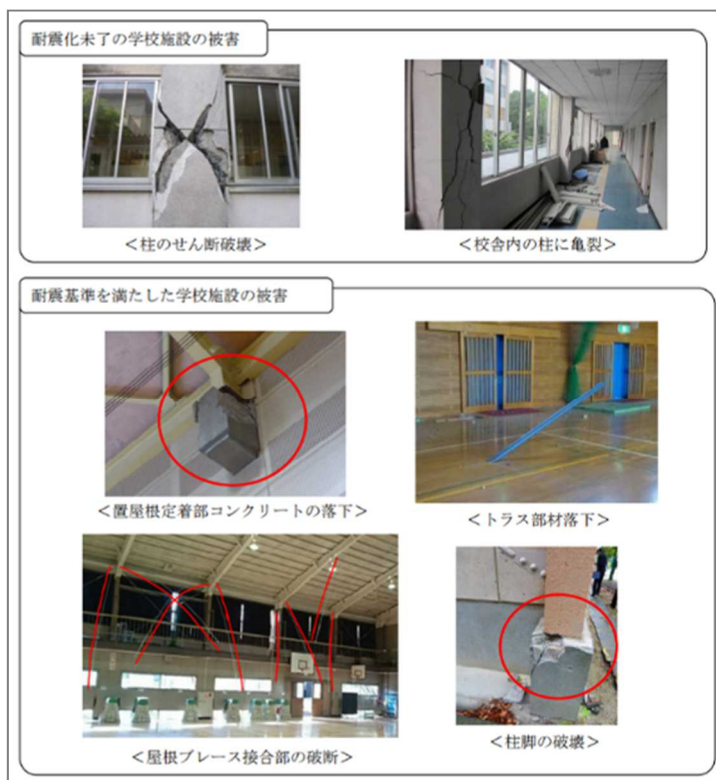 耐震化未了の学校施設の被害
＜柱のせん断破壊＞
＜校舎内の柱に亀裂＞
耐震基準を満たした学校施設の被害
＜置屋根定着部コンクリートの落下＞
＜トラス部材落下＞
＜屋根ブレース接合部の破断＞
＜柱脚の破壊＞